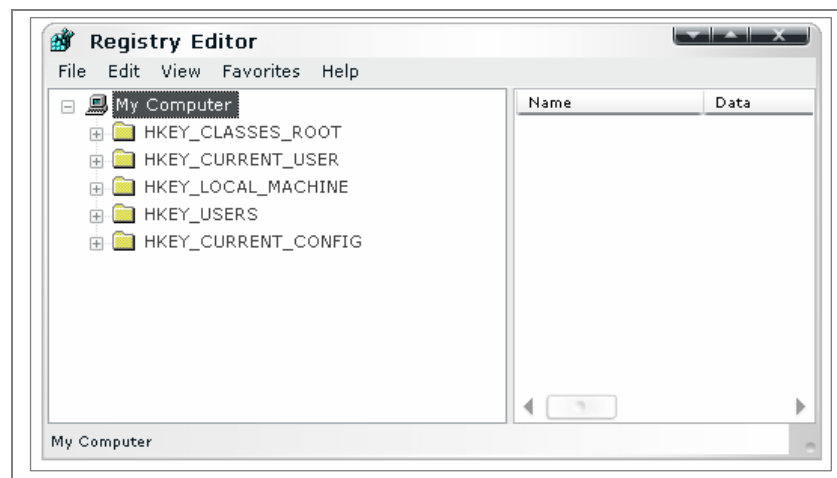 Registry Editor
X
File Edit View Favorites Help
My Computer
HKEY_CLASSES_ROOT
HKEY_CURRENT_USER
HKEY_LOCAL_MACHINE
HKEY_USERS
HKEY_CURRENT_CONFIG
Name Data
My Computer